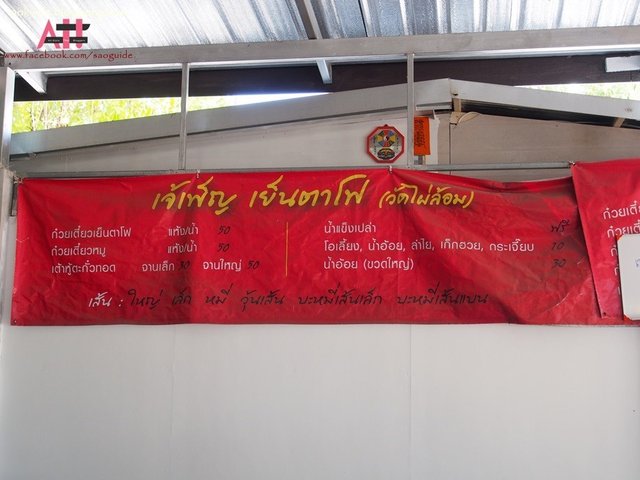 ATH
www.facebook.com/saoguide
เจ๊เพ็ญ เย็นตาโฟ (วัดไผ่ล้อม)
ก๋วยเตี๋ยวเย็นตาโฟ แห้ง/น้ำ 50
ก๋วยเตี๋ยวหมู แห้ง/น้ำ 50
เต้าหู้ตะกั่วทอด จานเล็ก 30 จานใหญ่ 50
น้ำแข็งเปล่า ฟรี
โอเลี้ยง, น้ำอ้อย, ลำไย, เก๊กฮวย, กระเจี๊ยบ 10
น้ำอ้อย (ขวดใหญ่) 30
เส้น : ใหญ่ เล็ก หมี่ วุ้นเส้น บะหมี่เส้นเล็ก บะหมี่เส้นแบน
ก๋วยเตี๋